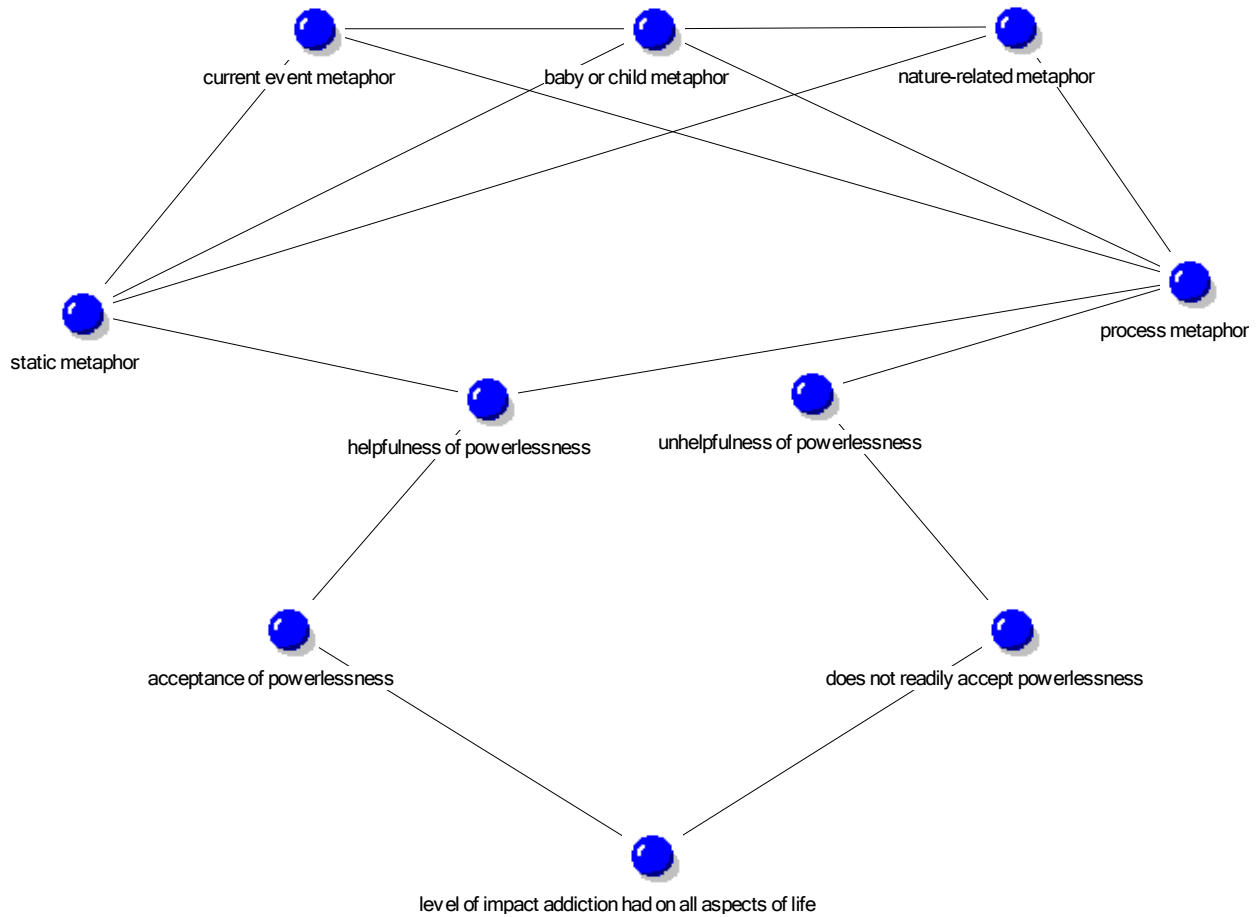 current event metaphor
baby or child metaphor
nature-related metaphor
process metaphor
static metaphor
helpfulness of powerlessness
unhelpfulness of powerlessness
acceptance of powerlessness
does not readily accept powerlessness
level of impact addiction had on all aspects of life